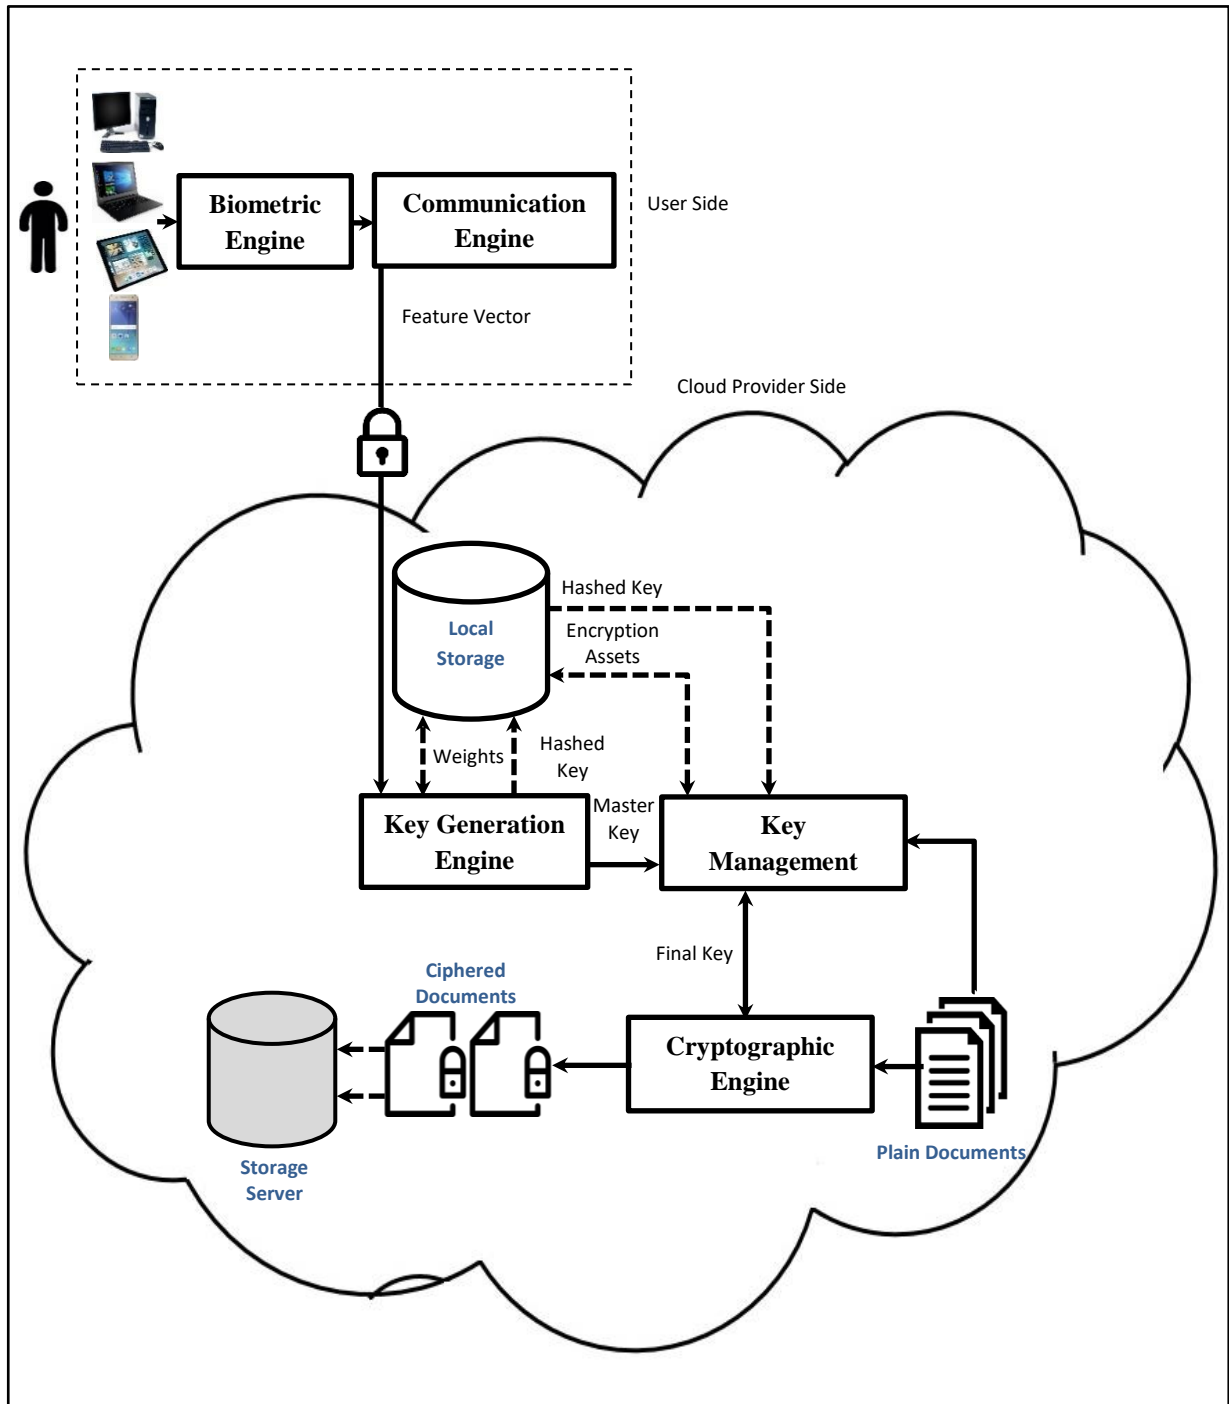 Biometric
Engine
Communication
Engine
User Side
Feature Vector
Cloud Provider Side
Hashed Key
Local
Storage
Encryption
Assets
Weights
Hashed
Key
Master
Key
Key Generation
Engine
Key
Management
Final Key
Ciphered
Documents
Cryptographic
Engine
Plain Documents
Storage
Server